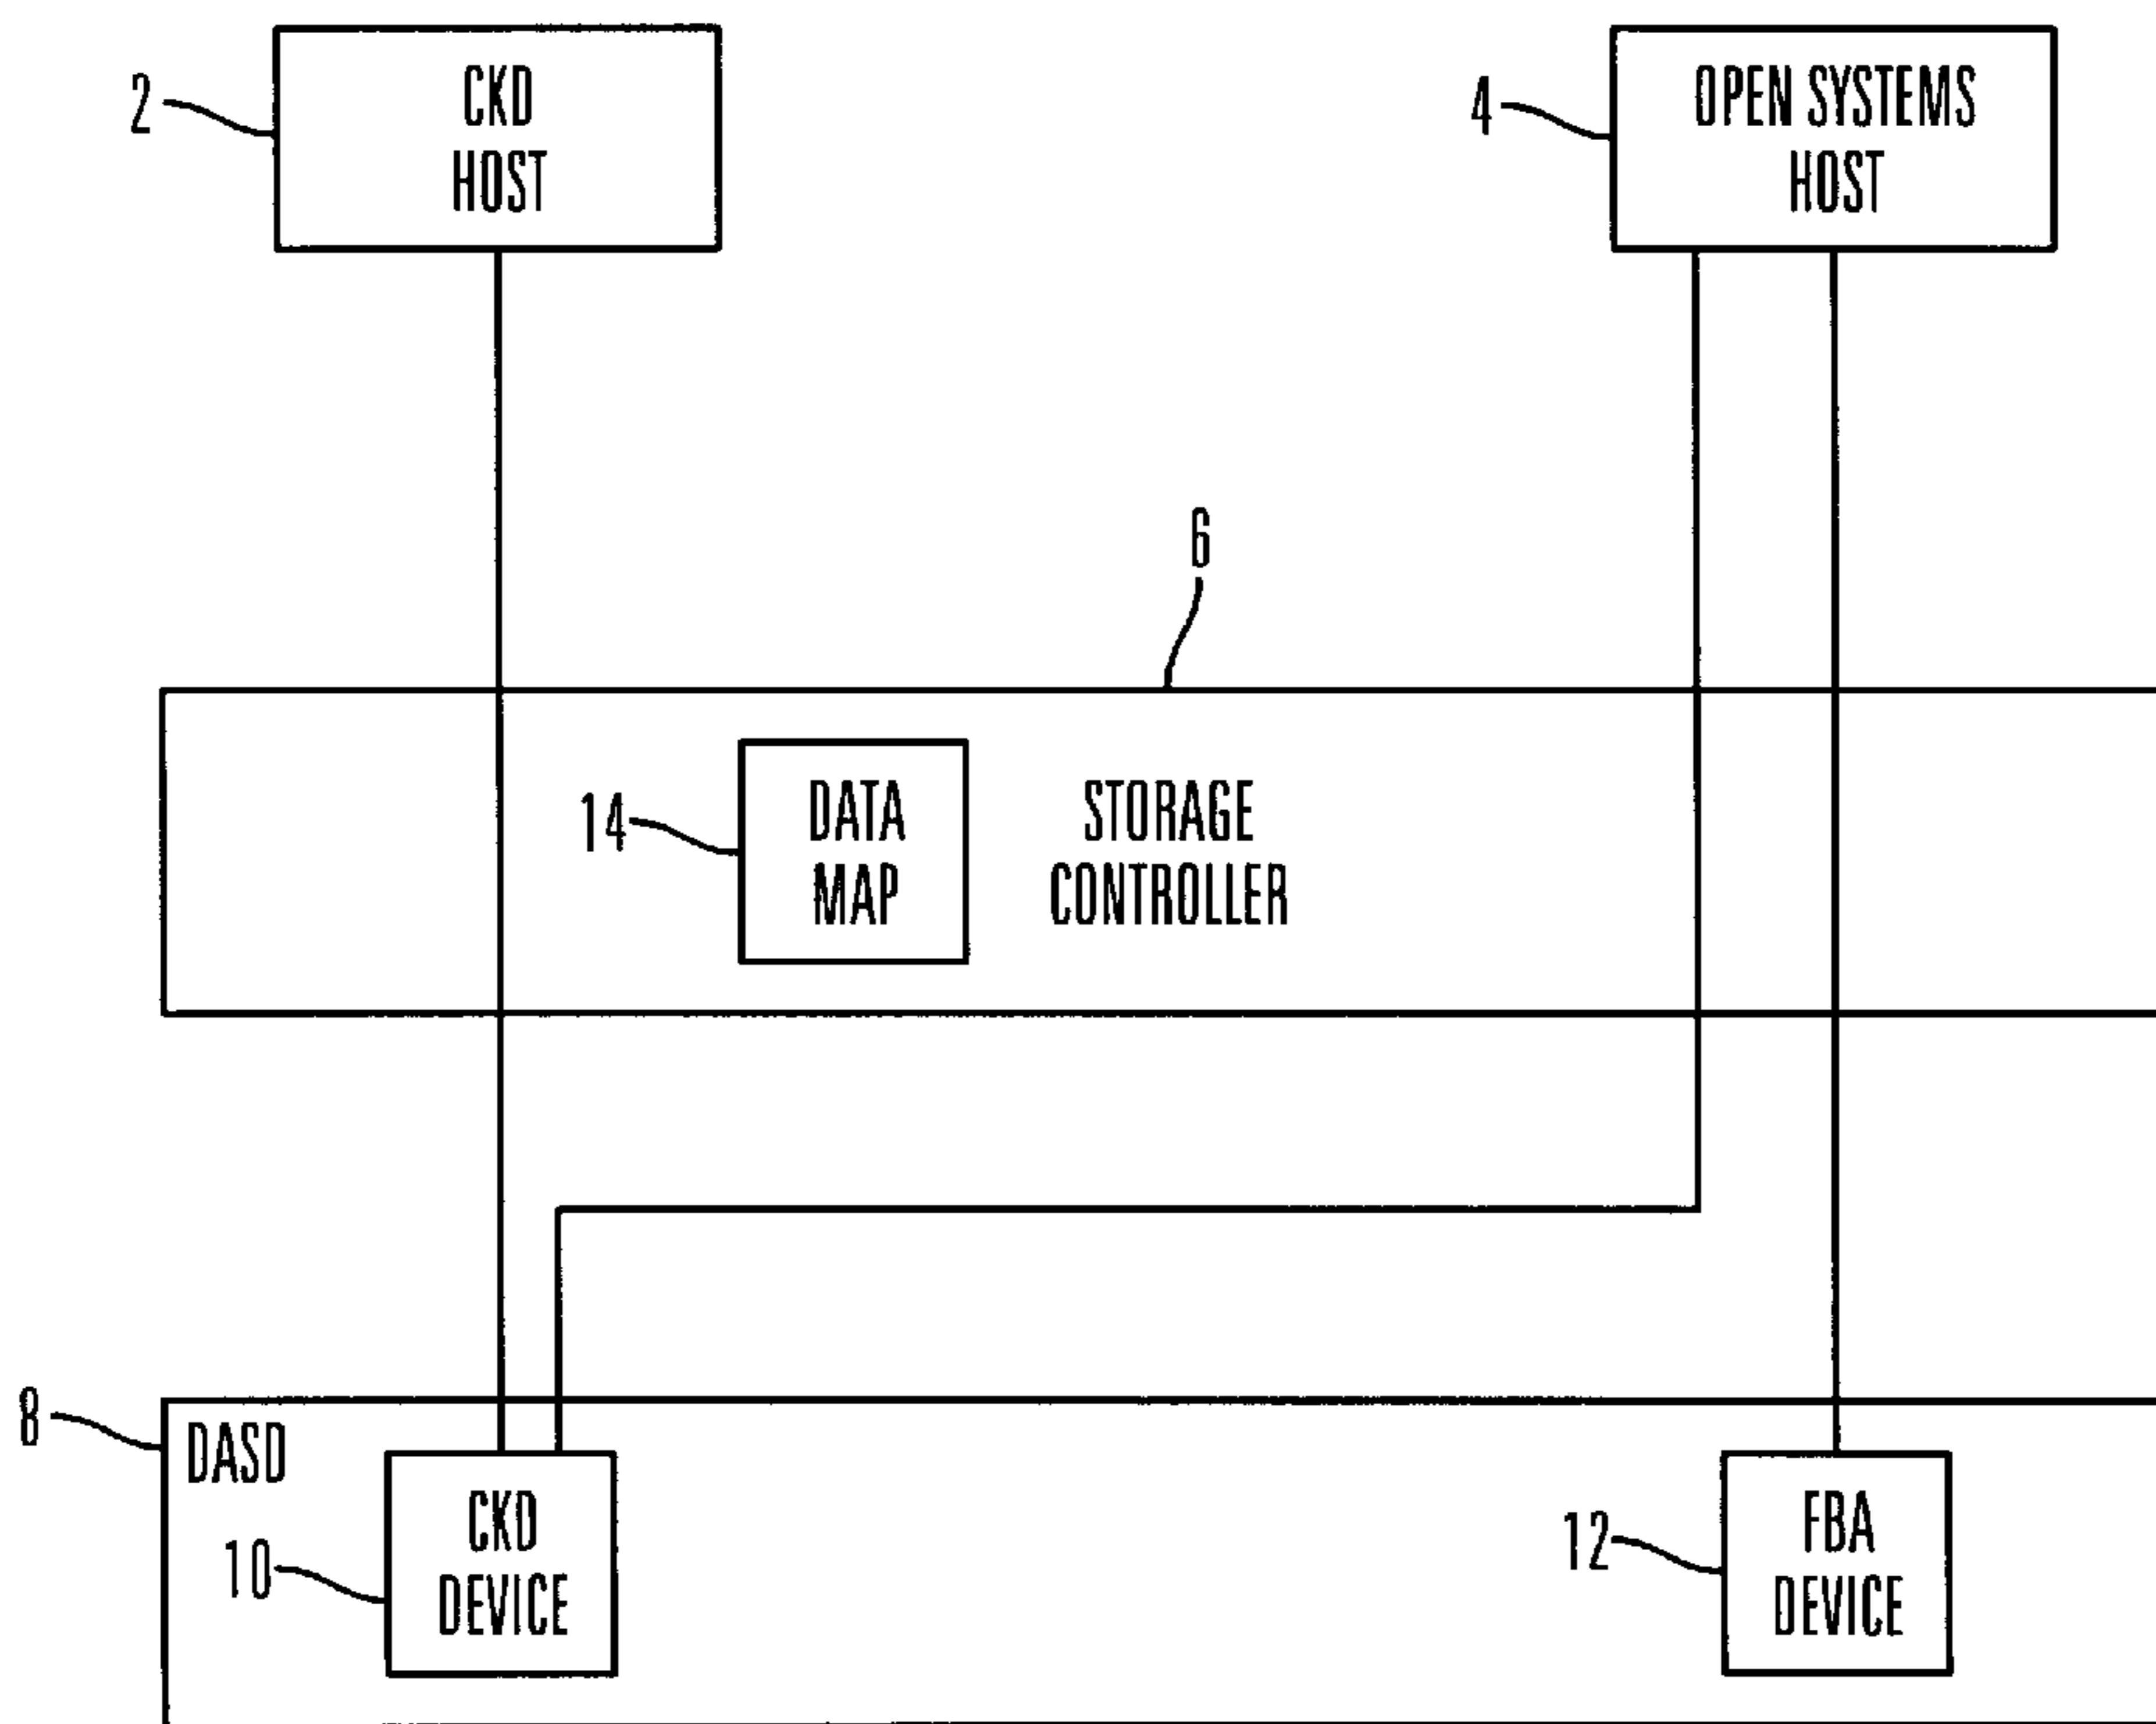 2
CKD
HOST
4
OPEN SYSTEMS
HOST
6
14
DATA
MAP
STORAGE
CONTROLLER
8
DASD
10
CKD
DEVICE
12
FBA
DEVICE